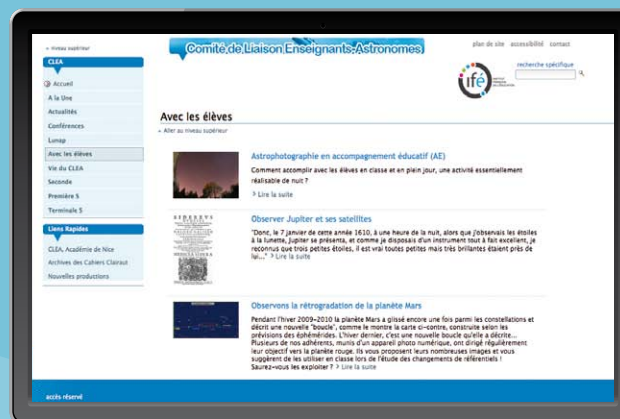 « niveau supérieur
CLEA
Accueil
A la Une
Actualités
Conférences
Lunap
Avec les élèves
Vie du CLEA
Seconde
Première S
Terminale S
Liens Rapides
CLEA, Académie de Nice
Archives des Cahiers Clairaut
Nouvelles productions
Comité de Liaison Enseignants-Astronomes
plan de site accessibilité contact
ifé
recherche spécifique
Avec les élèves
« Aller au niveau supérieur
Astrophotographie en accompagnement éducatif (AE)
Comment accomplir avec les élèves en classe et en plein jour, une activité essentiellement
réalisable de nuit ?
> Lire la suite
SIDEREVS
Observer Jupiter et ses satellites
"Donc, le 7 janvier de cette année 1610, à une heure de la nuit, alors que j'observais les étoiles
à la lunette, Jupiter se présenta, et comme je disposais d'un instrument tout à fait excellent, je
reconnus que trois petites étoiles, il est vrai toutes petites mais très brillantes étaient près de
lui..." > Lire la suite
Observons la rétrogradation de la planète Mars
Pendant l'hiver 2009-2010 la planète Mars a glissé encore une fois parmi les constellations et
décrit une nouvelle "boucle", comme le montre la carte ci-contre, construite selon les
prévisions des éphémérides. L'hiver dernier, c'est une nouvelle boucle qu'elle a décrite...
Plusieurs de nos adhérents, munis d'un appareil photo numérique, ont dirigé régulièrement
leur objectif vers la planète rouge. Ils vous proposent leurs nombreuses images et vous
suggèrent de les utiliser en classe lors de l'étude des changements de référentiels !
Saurez-vous les exploiter ? > Lire la suite
accès réservé